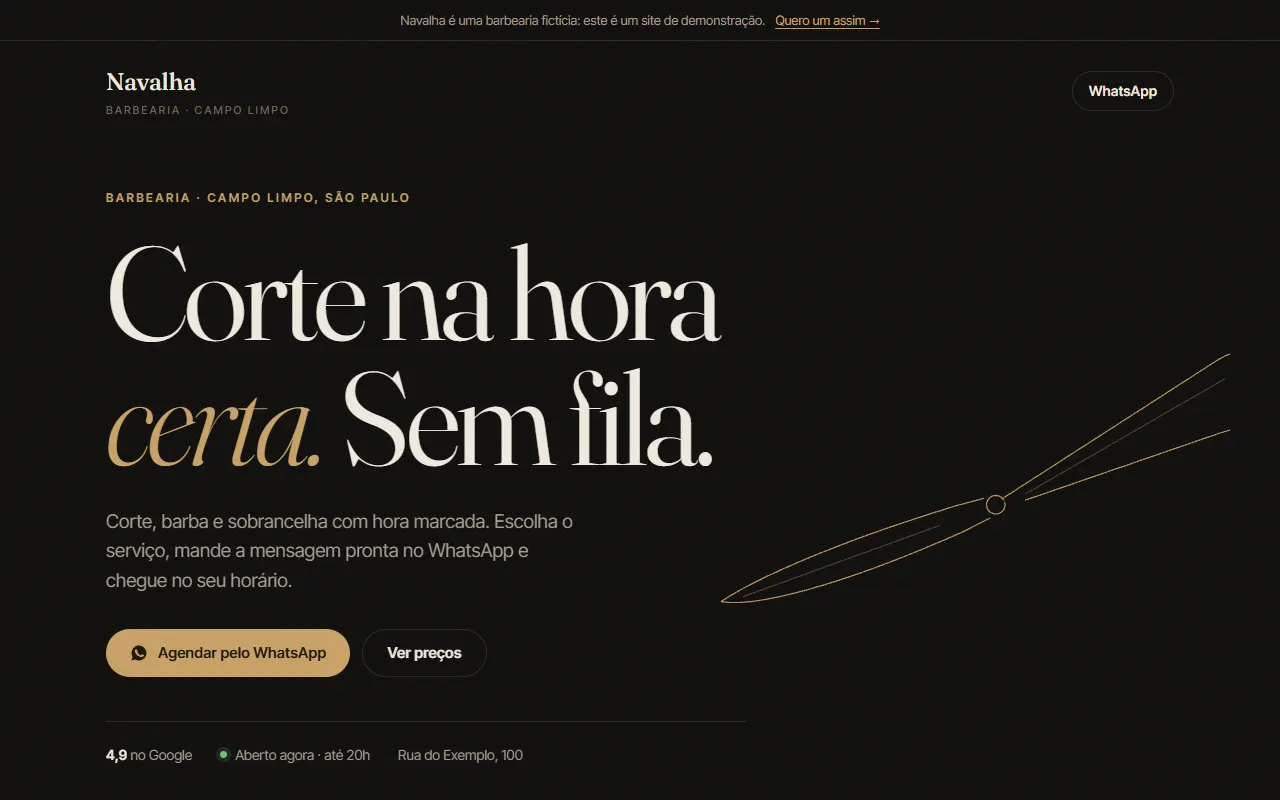 Navalha é uma barbearia fictícia: este é um site de demonstração. Quero um assim →
Navalha
BARBEARIA · CAMPO LIMPO
WhatsApp
BARBEARIA · CAMPO LIMPO, SÃO PAULO
Corte na hora
certa. Sem fila.
Corte, barba e sobrancelha com hora marcada. Escolha o
serviço, mande a mensagem pronta no WhatsApp e
chegue no seu horário.
Agendar pelo WhatsApp
Ver preços
4,9 no Google
Aberto agora · até 20h
Rua do Exemplo, 100